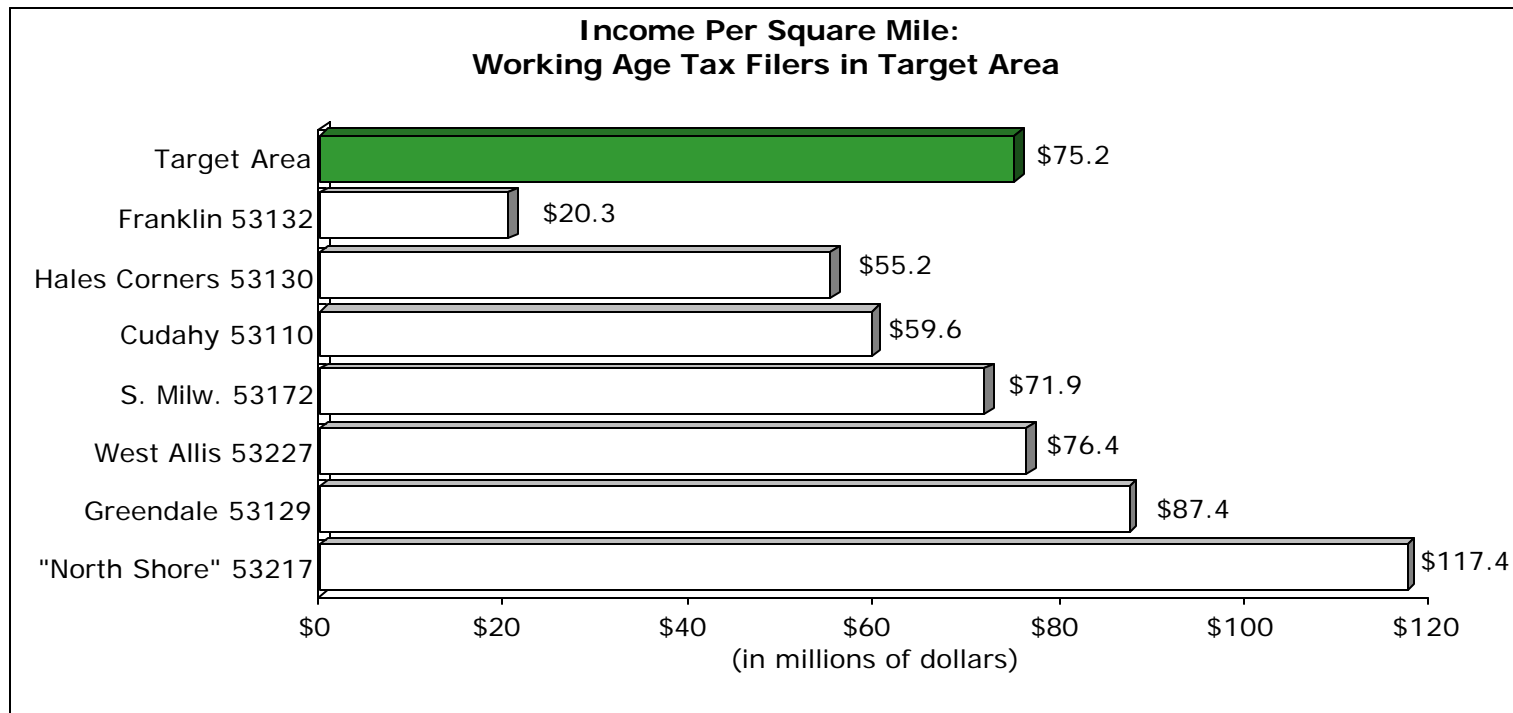 Income Per Square Mile:
Working Age Tax Filers in Target Area
Target Area
$75.2
Franklin 53132
$20.3
Hales Corners 53130
$55.2
Cudahy 53110
$59.6
S. Milw. 53172
$71.9
West Allis 53227
$76.4
Greendale 53129
$87.4
"North Shore" 53217
$117.4
$0 $20 $40 $60 $80 $100 $120
(in millions of dollars)